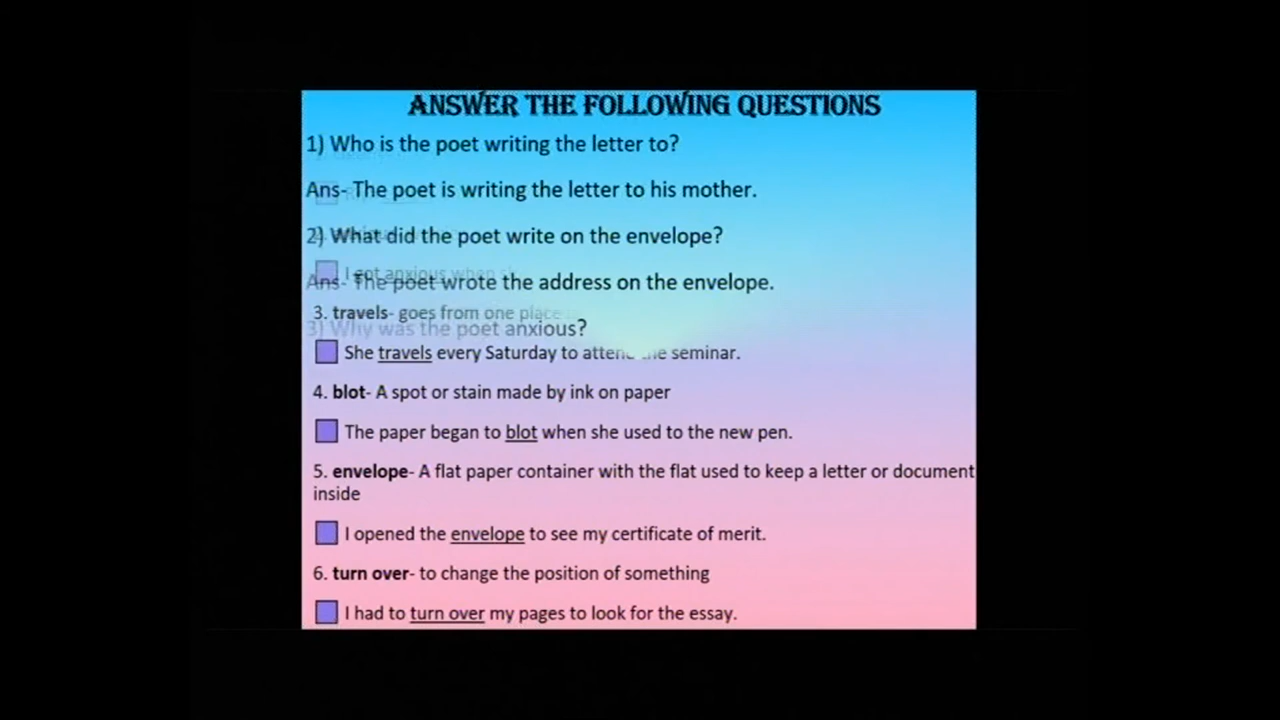 ANSWER THE FOLLOWING QUESTIONS
1) Who is the poet writing the letter to?
Ans- The poet is writing the letter to his mother.
2) What did the poet write on the envelope?
I got anxious when
Ans- The poet wrote the address on the envelope.
3. travels- goes from one place
3) Why was the poet anxious?
She travels every Saturday to attend the seminar.
4. blot- A spot or stain made by ink on paper
The paper began to blot when she used to the new pen.
5. envelope- A flat paper container with the flat used to keep a letter or document
inside
I opened the envelope to see my certificate of merit.
6. turn over- to change the position of something
I had to turn over my pages to look for the essay.